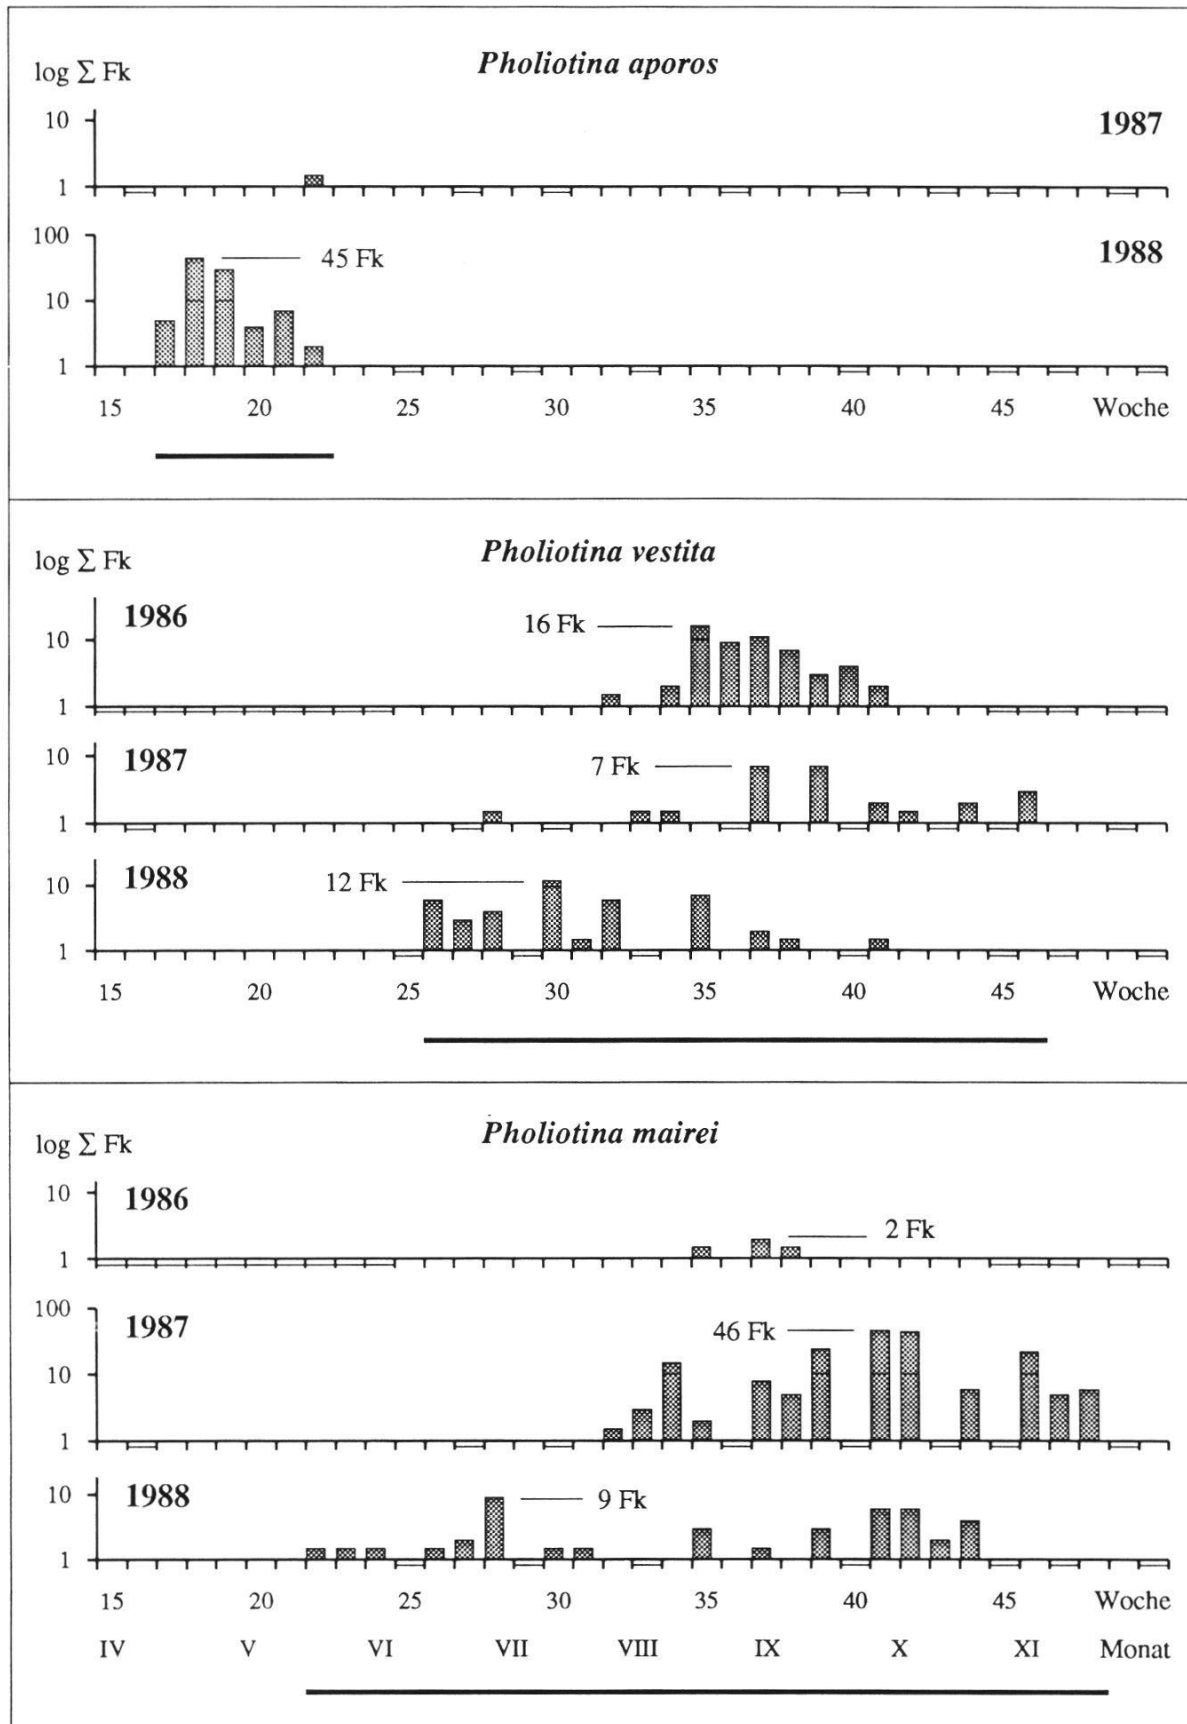 Pholiotina aporos
log ∑ Fk
10
1987
1
100
1988
45 Fk
10
1
15 20 25 30 35 40 45 Woche
Pholiotina vestita
log ∑ Fk
1986
16 Fk
10
1
10
1987
7 Fk
1
1988
12 Fk
10
1
15 20 25 30 35 40 45 Woche
Pholiotina mairei
log ∑ Fk
10
1986
2 Fk
1
100
1987
46 Fk
10
1
10
1988
9 Fk
1
15 20 25 30 35 40 45 Woche
IV V VI VII VIII IX X XI Monat